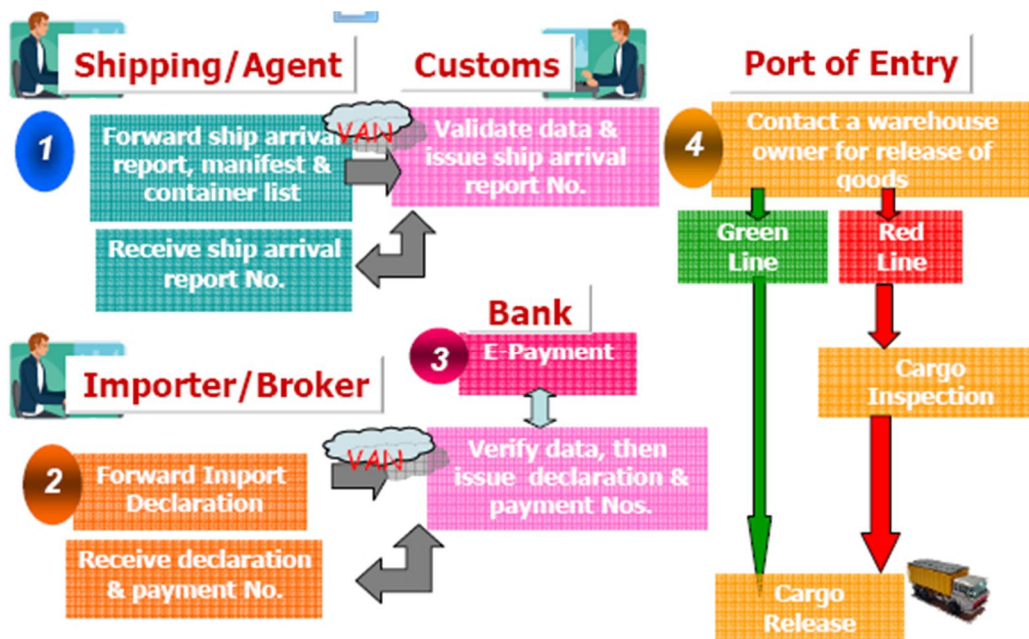 Shipping/Agent
Customs
Port of Entry
1
Forward ship arrival
report, manifest &
container list
VAN
Validate data &
issue ship arrival
report No.
Receive ship arrival
report No.
4
Contact a warehouse
owner for release of
goods
Green
Line
Red
Line
Cargo
Inspection
Cargo
Release
Bank
3
E-Payment
Importer/Broker
2
Forward Import
Declaration
VAN
Verify data, then
issue declaration &
payment Nos.
Receive declaration
& payment No.